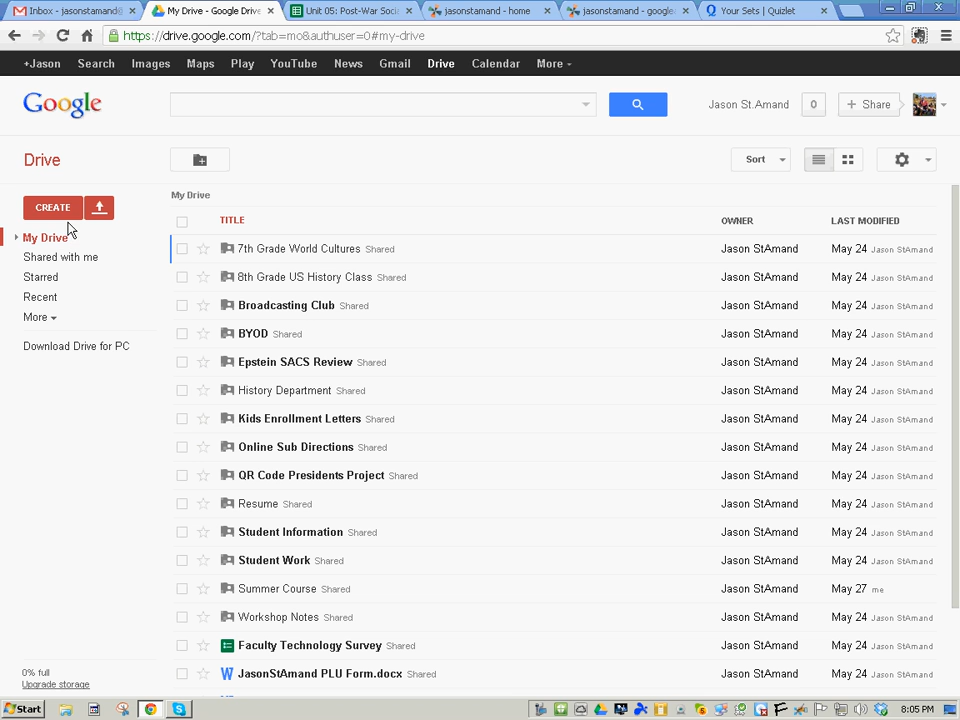 Inbox - jasonstamand@ × My Drive - Google Drive × Unit 05: Post-War Soci × jasonstamand - home × jasonstamand - google × Your Sets | Quizlet ×
https://drive.google.com/?tab=mo&authuser=0#my-drive
+Jason Search Images Maps Play YouTube News Gmail Drive Calendar More
Google Jason St.Amand 0 + Share
Drive Sort
CREATE
My Drive
Shared with me
Starred
Recent
More
Download Drive for PC
My Drive
TITLE OWNER LAST MODIFIED
7th Grade World Cultures Shared Jason StAmand May 24 Jason StAmand
8th Grade US History Class Shared Jason StAmand May 24 Jason StAmand
Broadcasting Club Shared Jason StAmand May 24 Jason StAmand
BYOD Shared Jason StAmand May 24 Jason StAmand
Epstein SACS Review Shared Jason StAmand May 24 Jason StAmand
History Department Shared Jason StAmand May 24 Jason StAmand
Kids Enrollment Letters Shared Jason StAmand May 24 Jason StAmand
Online Sub Directions Shared Jason StAmand May 24 Jason StAmand
QR Code Presidents Project Shared Jason StAmand May 24 Jason StAmand
Resume Shared Jason StAmand May 24 Jason StAmand
Student Information Shared Jason StAmand May 24 Jason StAmand
Student Work Shared Jason StAmand May 24 Jason StAmand
Summer Course Shared Jason StAmand May 27 me
Workshop Notes Shared Jason StAmand May 24 Jason StAmand
Faculty Technology Survey Shared Jason StAmand May 24 Jason StAmand
JasonStAmand PLU Form.docx Shared Jason StAmand May 24 Jason StAmand
0% full
Upgrade storage
Start 8:05 PM